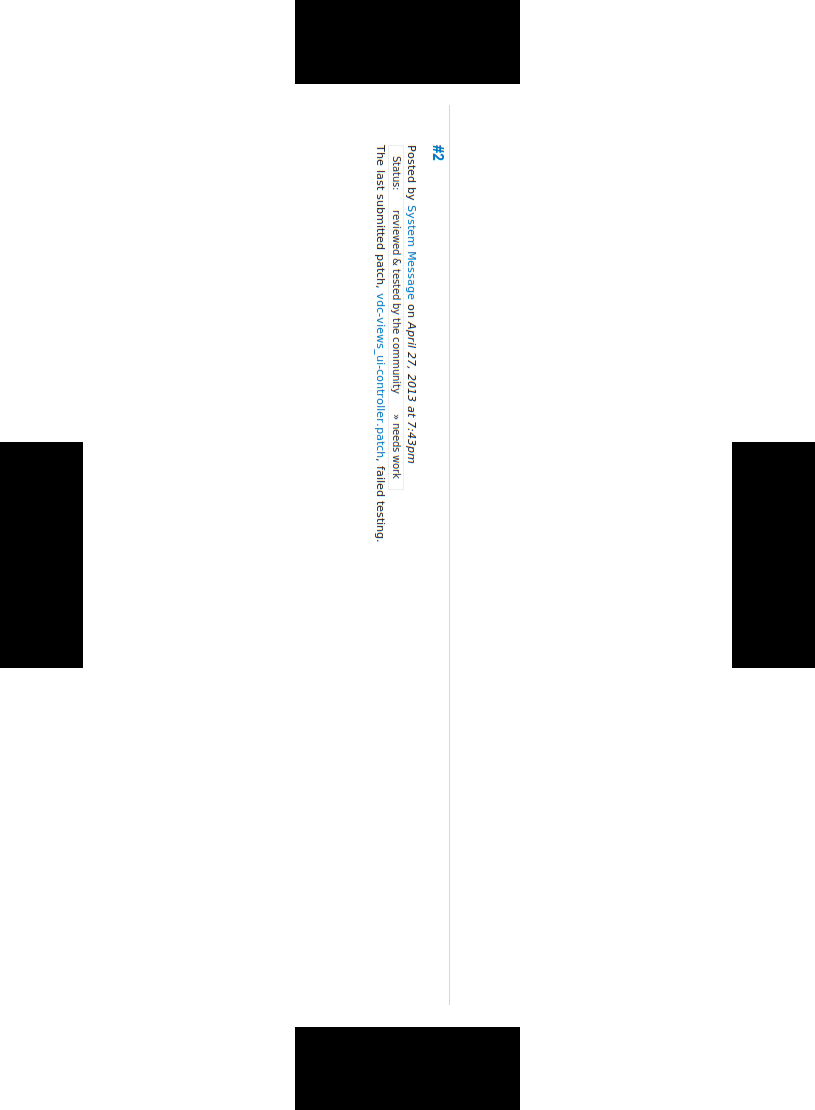 #2
Posted by System Message on April 27, 2013 at 7:43pm
Status: reviewed & tested by the community » needs work
The last submitted patch, vdc-views_ui-controller.patch, failed testing.